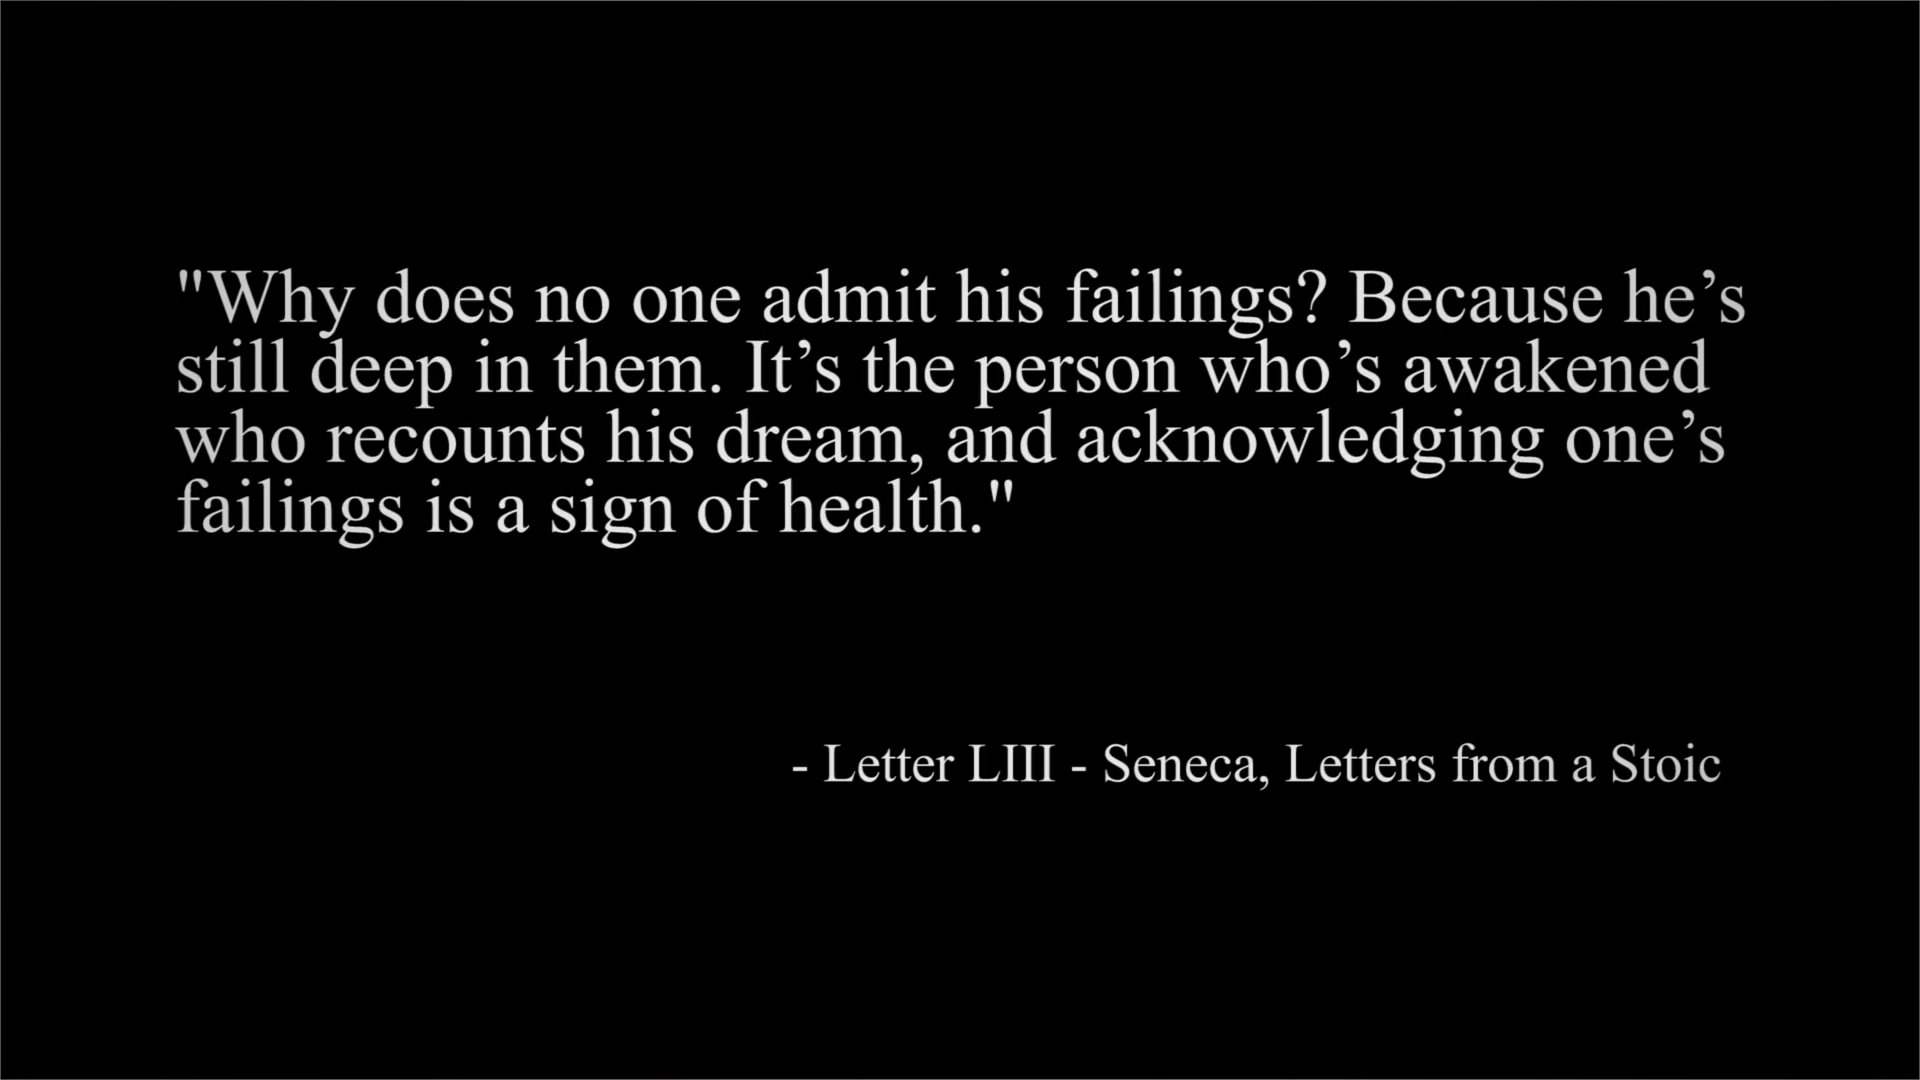 "Why does no one admit his failings? Because he’s
still deep in them. It’s the person who’s awakened
who recounts his dream, and acknowledging one’s
failings is a sign of health."
- Letter LIII - Seneca, Letters from a Stoic